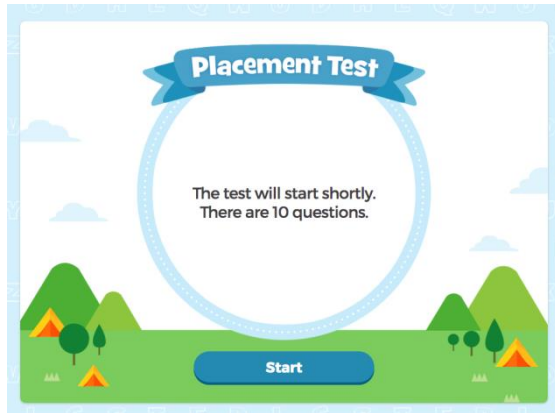 Placement Test
The test will start shortly.
There are 10 questions.
Start